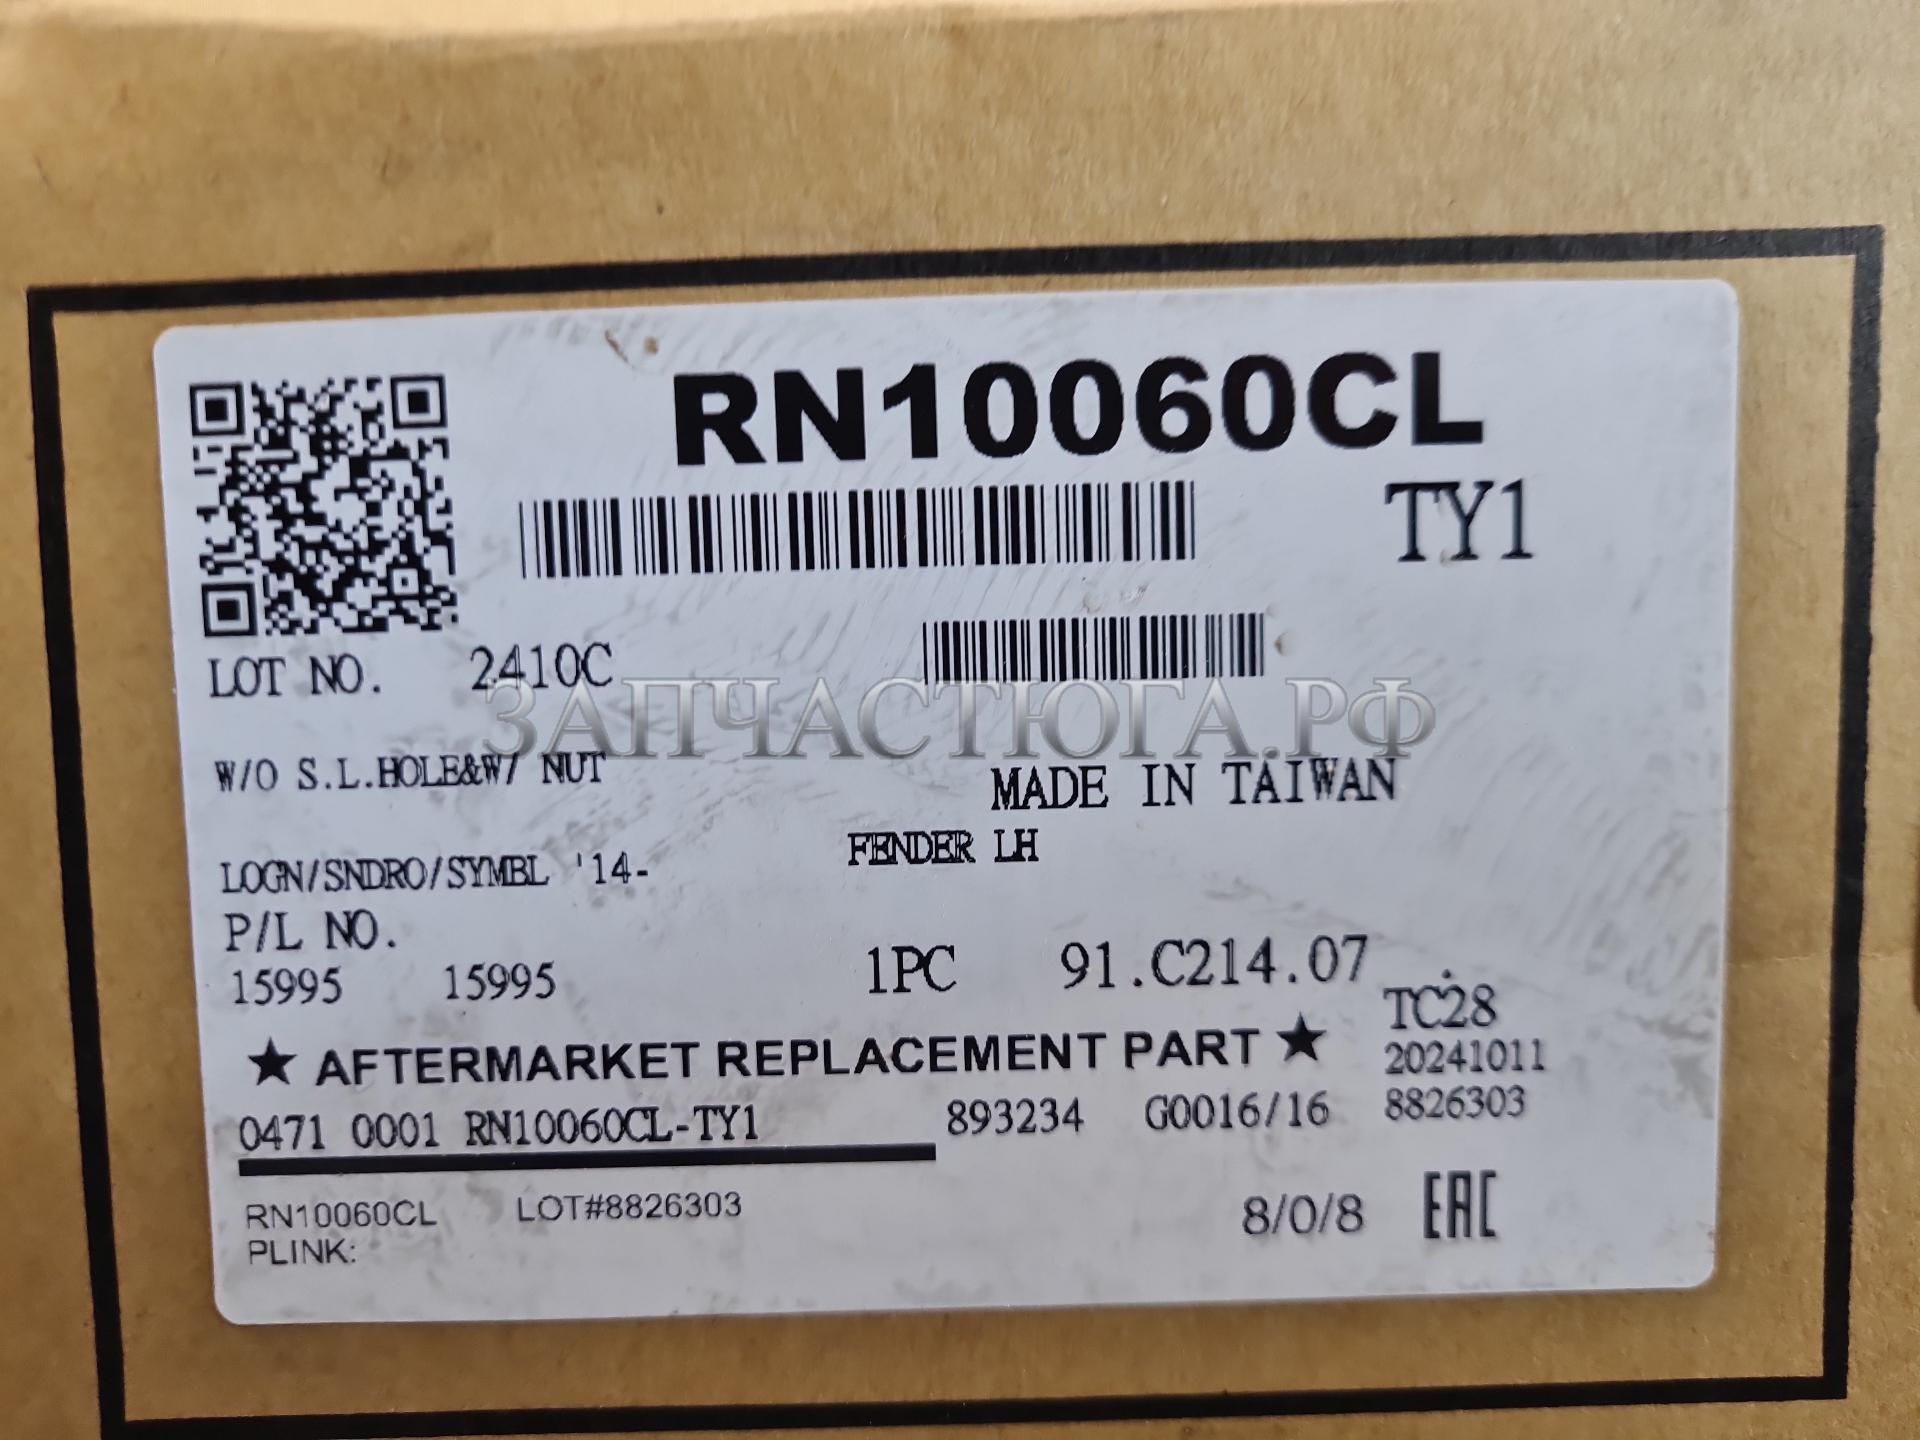 RN10060CL
TY1
LOT NO. 2410C
ЗАПЧАСТЮГА.РФ
W/O S.L.HOLE&W/ NUT
MADE IN TAIWAN
FENDER LH
LOGN/SNDRO/SYMBL '14-
P/L NO.
15995 15995 1PC 91.C214.07
TC28
★ AFTERMARKET REPLACEMENT PART ★ 20241011
0471 0001 RN10060CL-TY1 893234 G0016/16 8826303
RN10060CL LOT#8826303 8/0/8 EAC
PLINK: